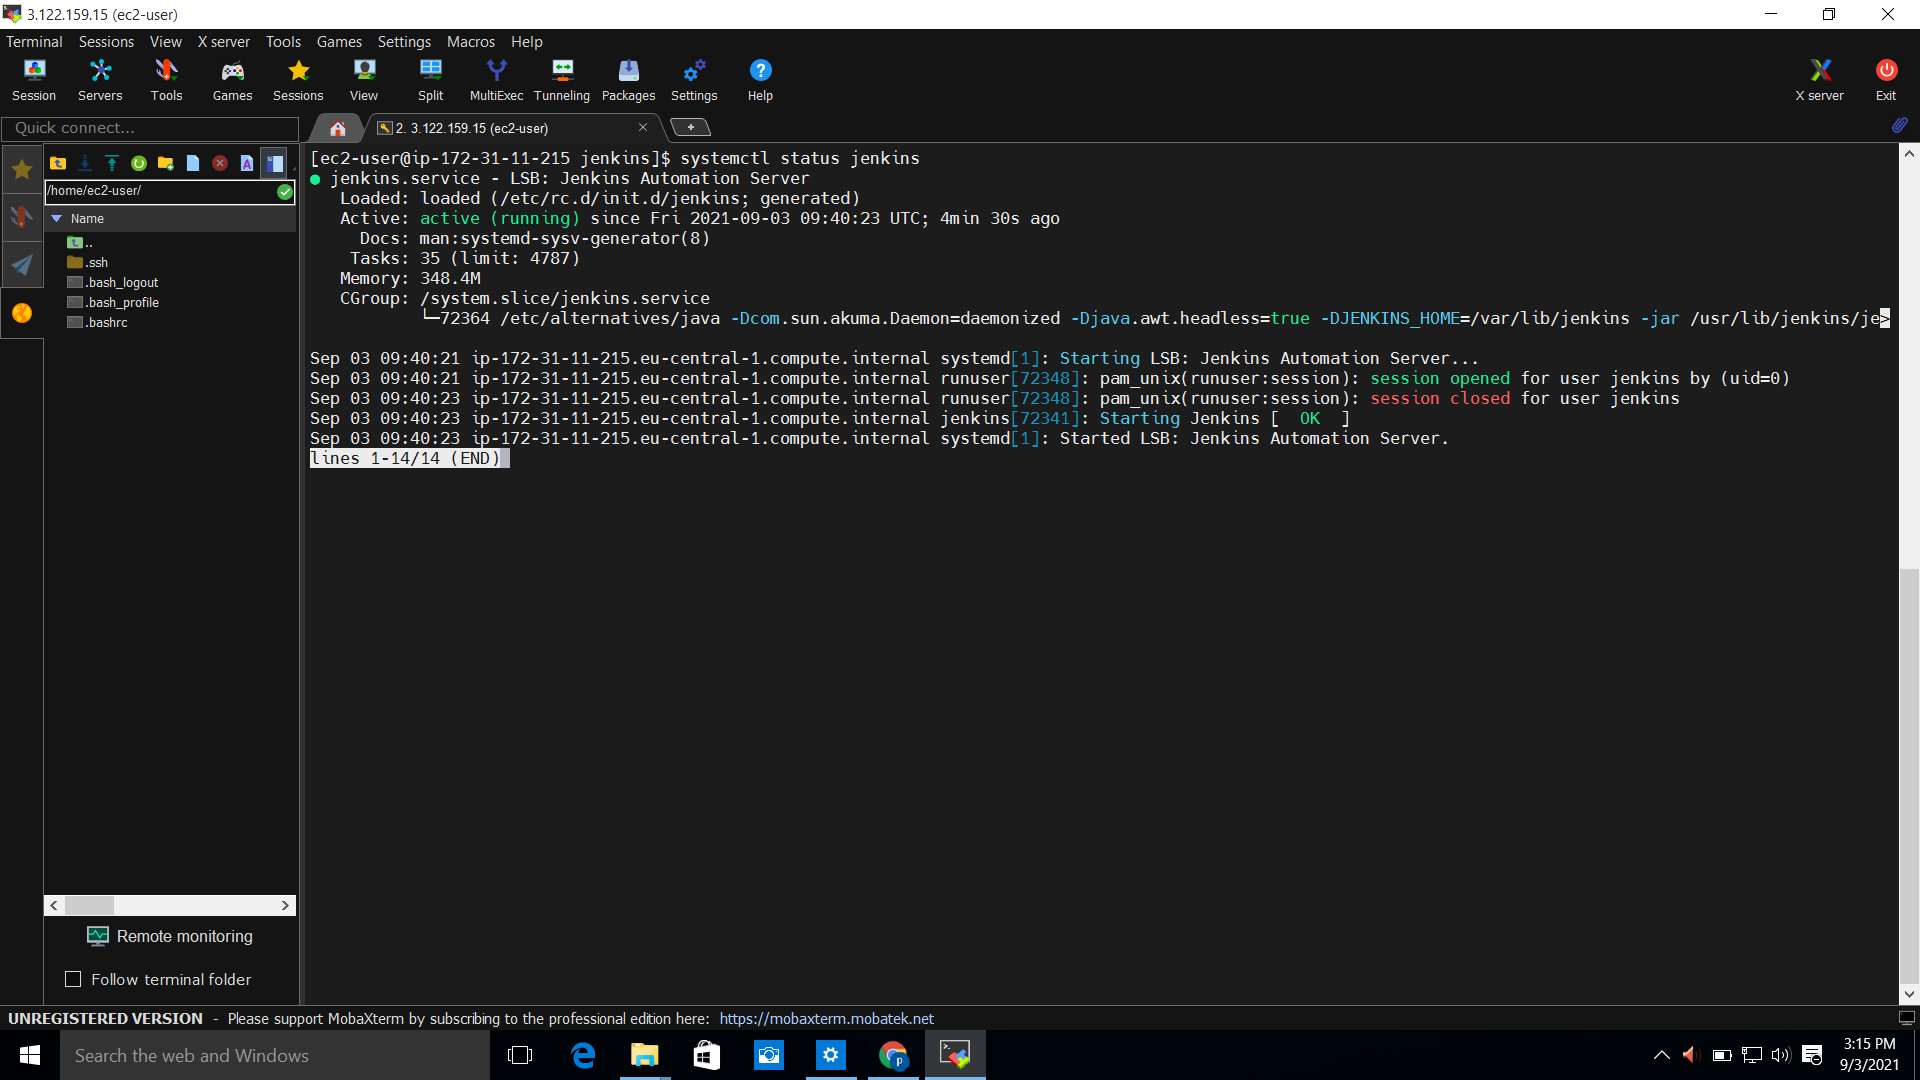 3.122.159.15 (ec2-user)
Terminal Sessions View X server Tools Games Settings Macros Help
Session Servers Tools Games Sessions View Split MultiExec Tunneling Packages Settings Help X server Exit
Quick connect...
2. 3.122.159.15 (ec2-user)
/home/ec2-user/
Name
..
.ssh
.bash_logout
.bash_profile
.bashrc
Remote monitoring
Follow terminal folder
[ec2-user@ip-172-31-11-215 jenkins]$ systemctl status jenkins
● jenkins.service - LSB: Jenkins Automation Server
Loaded: loaded (/etc/rc.d/init.d/jenkins; generated)
Active: active (running) since Fri 2021-09-03 09:40:23 UTC; 4min 30s ago
Docs: man:systemd-sysv-generator(8)
Tasks: 35 (limit: 4787)
Memory: 348.4M
CGroup: /system.slice/jenkins.service
└─72364 /etc/alternatives/java -Dcom.sun.akuma.Daemon=daemonized -Djava.awt.headless=true -DJENKINS_HOME=/var/lib/jenkins -jar /usr/lib/jenkins/je>
Sep 03 09:40:21 ip-172-31-11-215.eu-central-1.compute.internal systemd[1]: Starting LSB: Jenkins Automation Server...
Sep 03 09:40:21 ip-172-31-11-215.eu-central-1.compute.internal runuser[72348]: pam_unix(runuser:session): session opened for user jenkins by (uid=0)
Sep 03 09:40:23 ip-172-31-11-215.eu-central-1.compute.internal runuser[72348]: pam_unix(runuser:session): session closed for user jenkins
Sep 03 09:40:23 ip-172-31-11-215.eu-central-1.compute.internal jenkins[72341]: Starting Jenkins [  OK  ]
Sep 03 09:40:23 ip-172-31-11-215.eu-central-1.compute.internal systemd[1]: Started LSB: Jenkins Automation Server.
lines 1-14/14 (END)
UNREGISTERED VERSION - Please support MobaXterm by subscribing to the professional edition here: https://mobaxterm.mobatek.net
Search the web and Windows
3:15 PM
9/3/2021